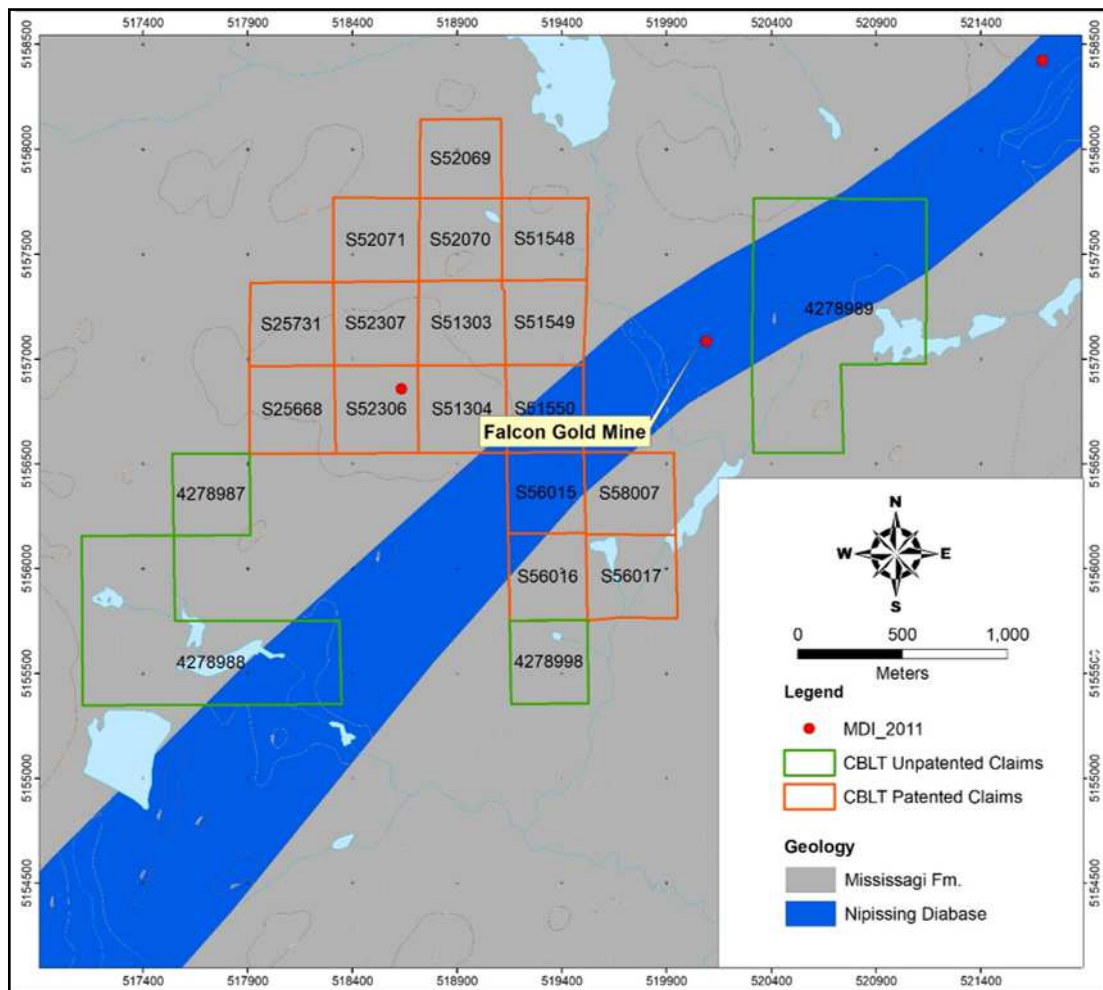 517400 517900 518400 518900 519400 519900 520400 520900 521400
5158500 5158500
5158000 5158000
5157500 5157500
5157000 5157000
5156500 5156500
5156000 5156000
5155500
5155000 5155000
5154500 5154500
S52069
S52071 S52070 S51548
S25731 S52307 S51303 S51549
4278989
S25668 S52306 S51304 S51550
Falcon Gold Mine
4278987 S56015 S58007
S56016 S56017
4278988 4278998
N
W E
S
0 500 1,000
Meters
Legend
MDI_2011
CBLT Unpatented Claims
CBLT Patented Claims
Geology
Mississagi Fm.
Nipissing Diabase
517400 517900 518400 518900 519400 519900 520400 520900 521400